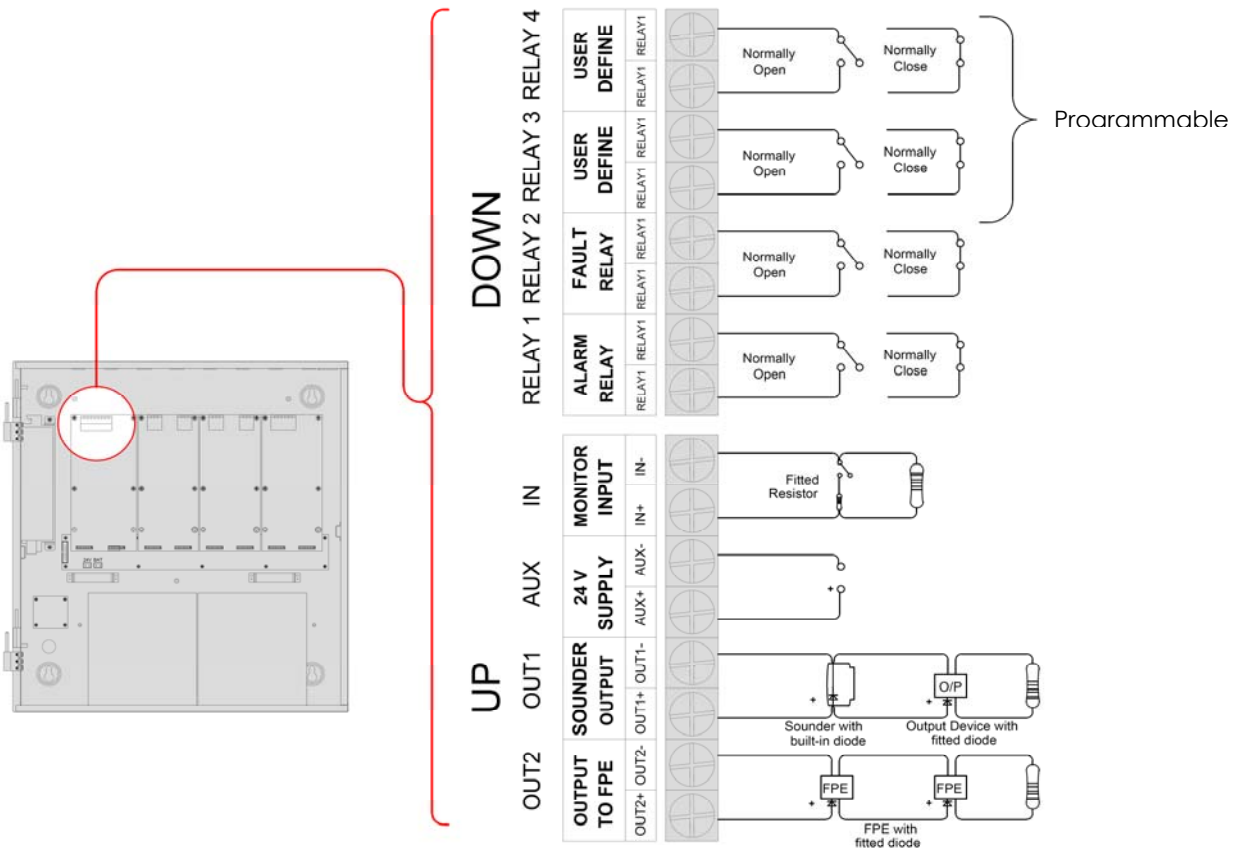 DOWN
RELAY 4
USER
DEFINE
RELAY1
RELAY1
Normally
Open
Normally
Close
RELAY 3
USER
DEFINE
RELAY1
RELAY1
Normally
Open
Normally
Close
Programmable
RELAY 2
FAULT
RELAY
RELAY1
RELAY1
Normally
Open
Normally
Close
RELAY 1
ALARM
RELAY
RELAY1
RELAY1
Normally
Open
Normally
Close
UP
IN
MONITOR
INPUT
IN-
IN+
Fitted
Resistor
AUX
24 V
SUPPLY
AUX-
AUX+
+
OUT1
SOUNDER
OUTPUT
OUT1-
OUT1+
+
Sounder with
built-in diode
O/P
+
Output Device with
fitted diode
OUT2
OUTPUT
TO FPE
OUT2-
OUT2+
FPE
+
FPE
+
FPE with
fitted diode
24V BAT